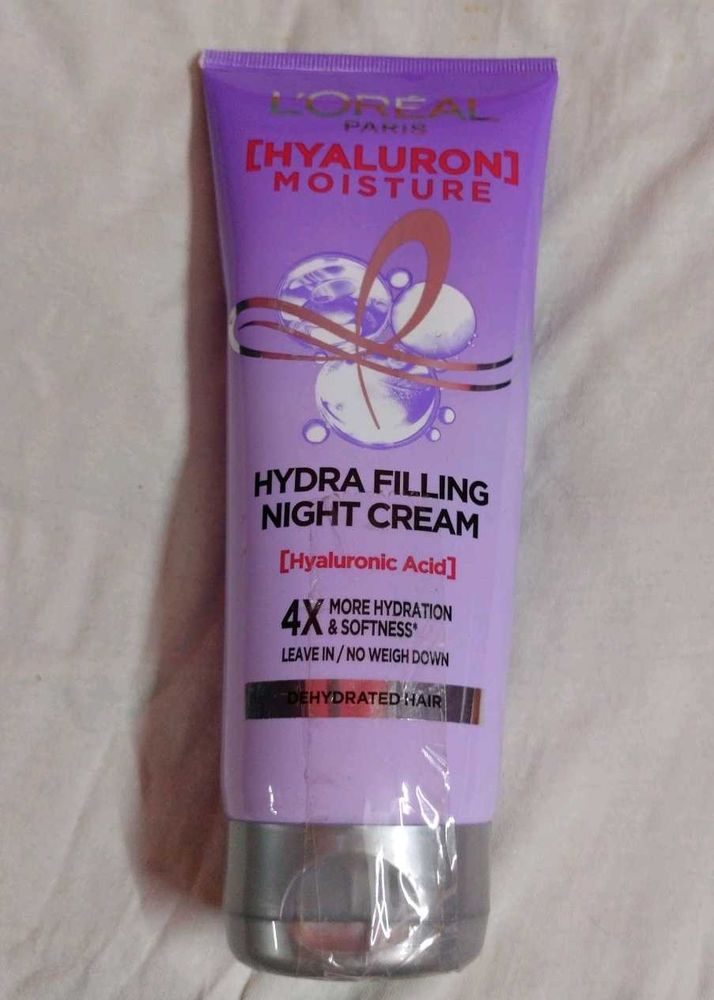 L'ORÉAL
PARIS
[HYALURON]
MOISTURE
HYDRA FILLING
NIGHT CREAM
[Hyaluronic Acid]
4X MORE HYDRATION
& SOFTNESS*
LEAVE IN / NO WEIGH DOWN
DEHYDRATED HAIR